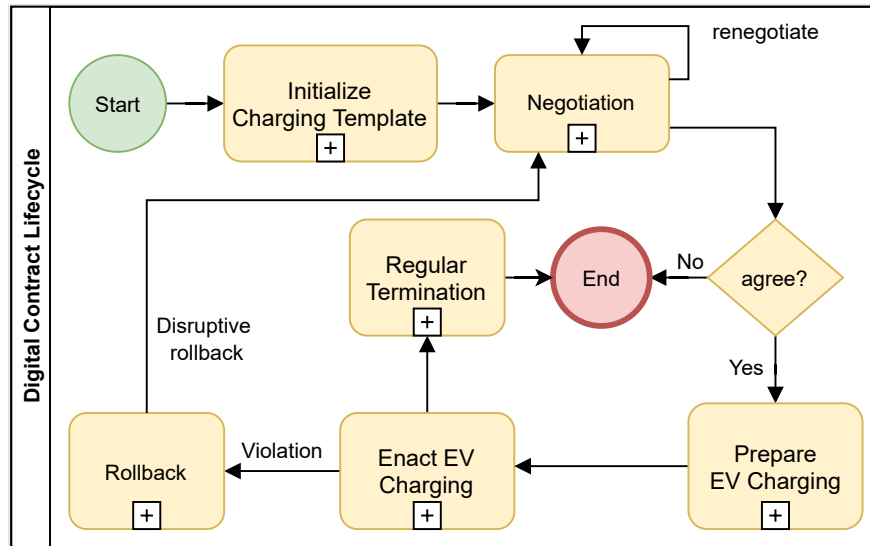 Digital Contract Lifecycle
Start
Initialize
Charging Template
+
Negotiation
+
renegotiate
agree?
No
Yes
End
Regular
Termination
+
Disruptive
rollback
Rollback
+
Violation
Enact EV
Charging
+
Prepare
EV Charging
+